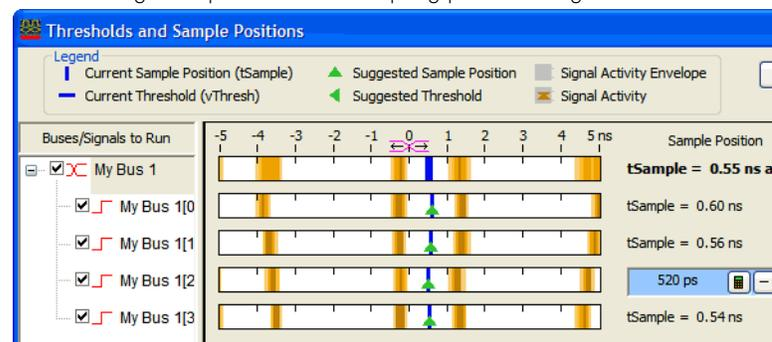 Thresholds and Sample Positions
Legend
Current Sample Position (tSample)
Suggested Sample Position
Signal Activity Envelope
Current Threshold (vThresh)
Suggested Threshold
Signal Activity
Buses/Signals to Run
-5 -4 -3 -2 -1 0 1 2 3 4 5 ns
Sample Position
My Bus 1
tSample = 0.55 ns a
My Bus 1[0
tSample = 0.60 ns
My Bus 1[1
tSample = 0.56 ns
My Bus 1[2
520 ps
My Bus 1[3
tSample = 0.54 ns